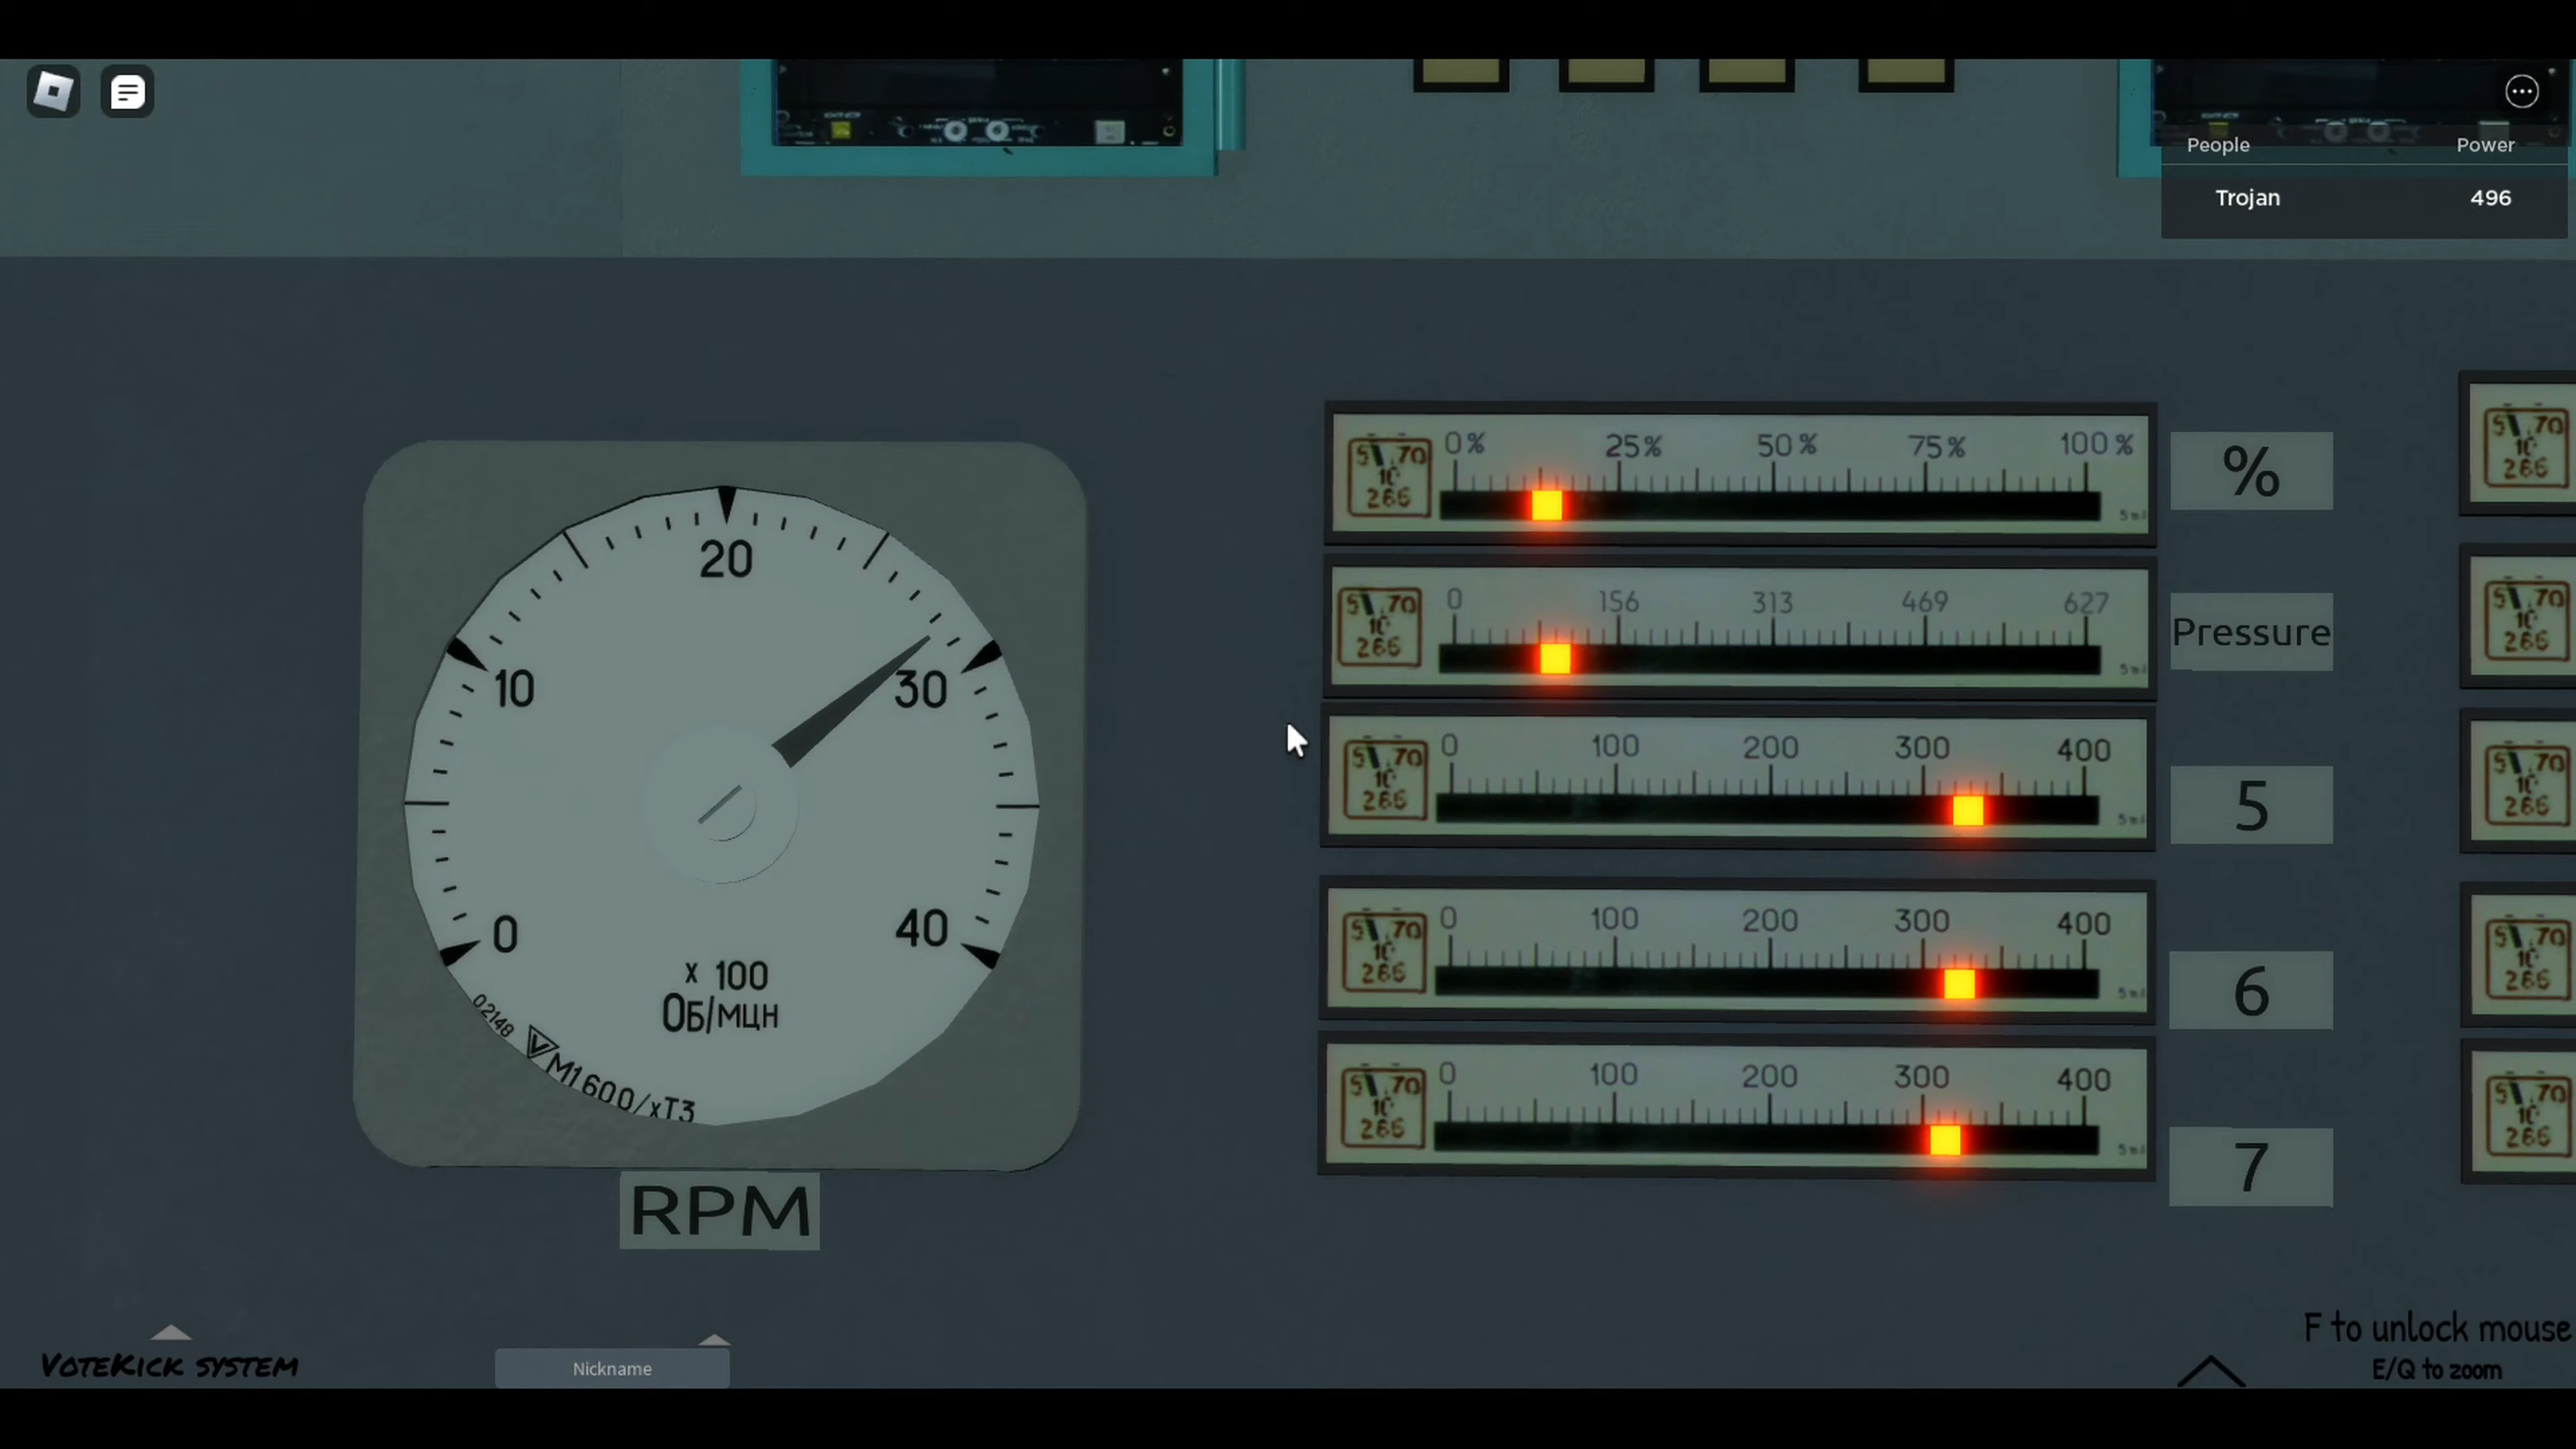 People Power
Trojan 496
20
10
30
0
40
x 100
Об/мцн
02148
V M1600/xT3
RPM
0% 25% 50% 75% 100%
%
0 156 313 469 627
Pressure
0 100 200 300 400
5
0 100 200 300 400
6
0 100 200 300 400
7
VoteKick system
Nickname
F to unlock mouse
E/Q to zoom